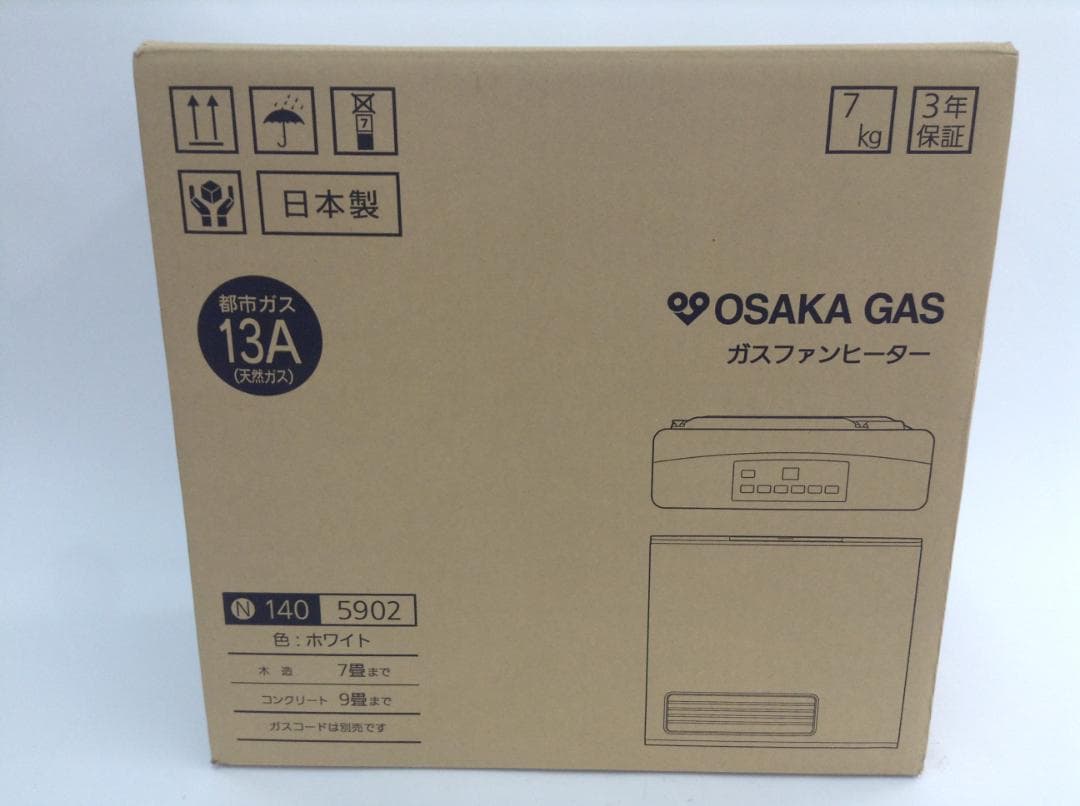 7
7
kg
3年
保証
日本製
都市ガス
13A
(天然ガス)
OSAKA GAS
ガスファンヒーター
N 140 5902
色:ホワイト
木造 7畳まで
コンクリート 9畳まで
ガスコードは別売です